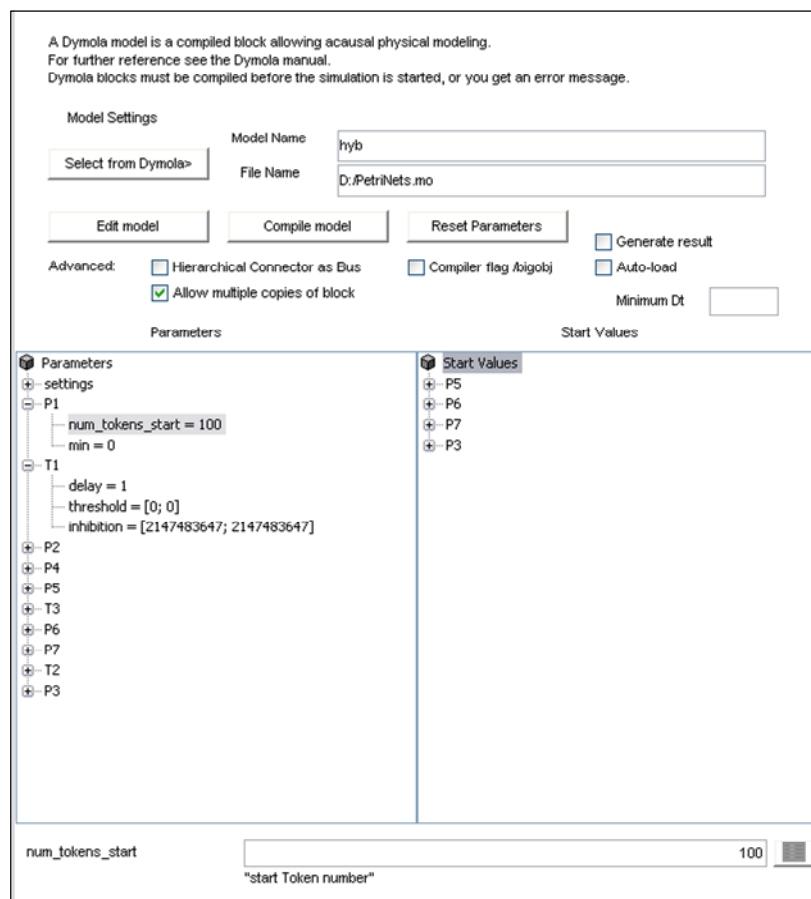 A Dymola model is a compiled block allowing acausal physical modeling.
For further reference see the Dymola manual.
Dymola blocks must be compiled before the simulation is started, or you get an error message.
Model Settings
Select from Dymola>
Model Name
hyb
File Name
D:/PetriNets.mo
Edit model
Compile model
Reset Parameters
Generate result
Advanced:
Hierarchical Connector as Bus
Compiler flag /bigobj
Auto-load
Allow multiple copies of block
Minimum Dt
Parameters
Start Values
Parameters
settings
P1
num_tokens_start = 100
min = 0
T1
delay = 1
threshold = [0; 0]
inhibition = [2147483647; 2147483647]
P2
P4
P5
T3
P6
P7
T2
P3
Start Values
P5
P6
P7
P3
num_tokens_start
100
"start Token number"